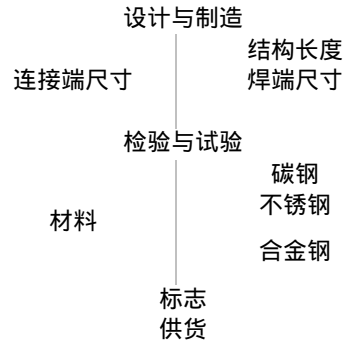 设计与制造
结构长度
连接端尺寸
焊端尺寸
检验与试验
碳钢
不锈钢
材料
合金钢
标志
供货